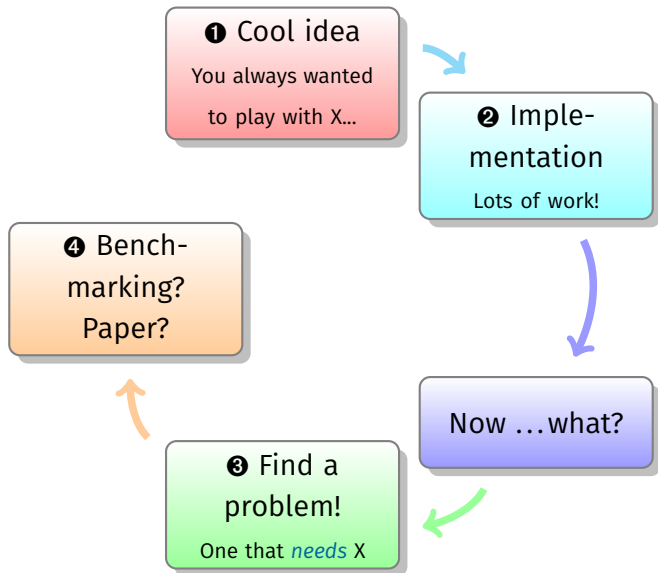 ❶ Cool idea
You always wanted
to play with X...
❷ Imple-
mentation
Lots of work!
Now ...what?
❸ Find a
problem!
One that needs X
❹ Bench-
marking?
Paper?